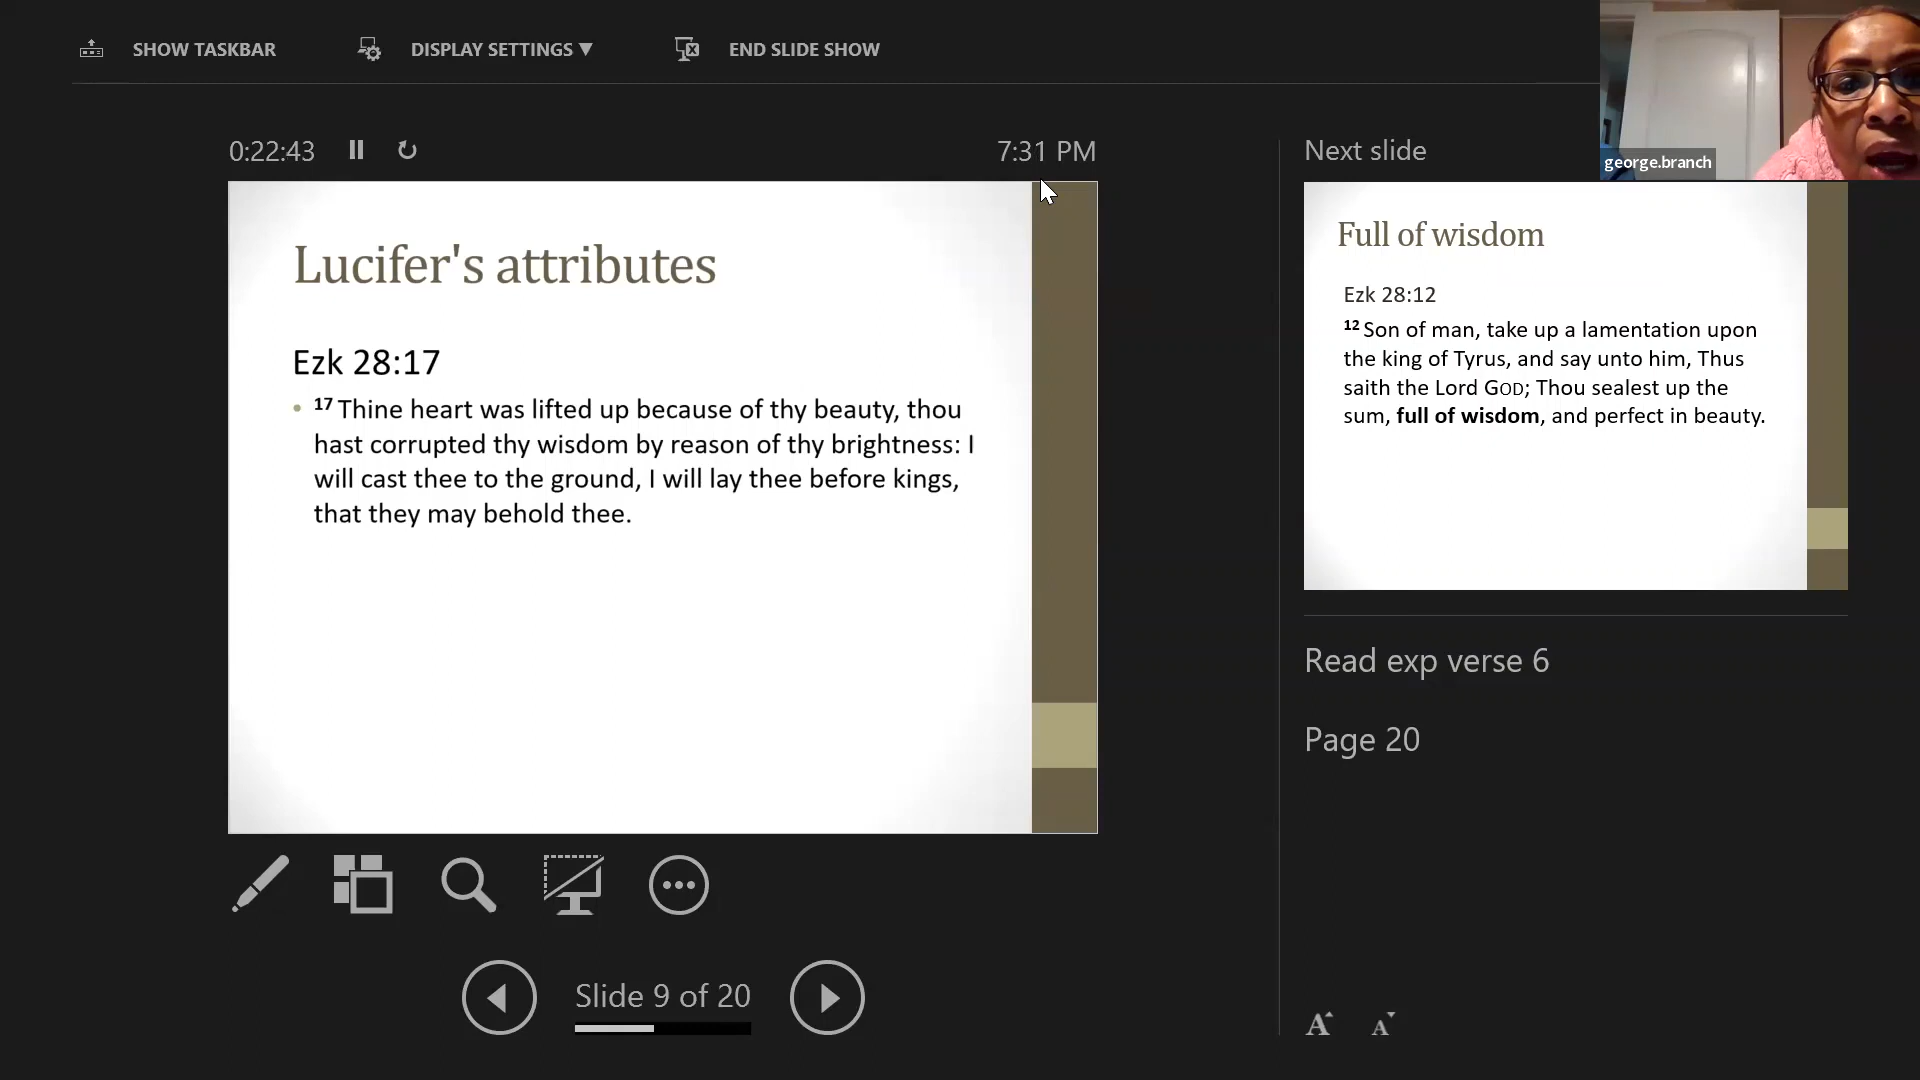 SHOW TASKBAR
DISPLAY SETTINGS ▼
END SLIDE SHOW
0:22:43
7:31 PM
Lucifer's attributes
Ezk 28:17
• 17 Thine heart was lifted up because of thy beauty, thou
hast corrupted thy wisdom by reason of thy brightness: I
will cast thee to the ground, I will lay thee before kings,
that they may behold thee.
Slide 9 of 20
Next slide
george.branch
Full of wisdom
Ezk 28:12
12 Son of man, take up a lamentation upon
the king of Tyrus, and say unto him, Thus
saith the Lord GOD; Thou sealest up the
sum, full of wisdom, and perfect in beauty.
Read exp verse 6
Page 20
A A